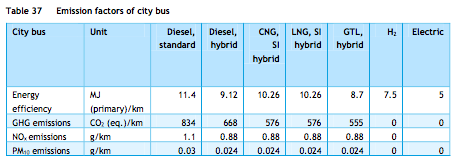 Table 37 Emission factors of city bus
City bus Unit Diesel, Diesel, CNG, LNG, SI GTL, H₂ Electric
standard hybrid SI hybrid hybrid
hybrid
Energy MJ 11.4 9.12 10.26 10.26 8.7 7.5 5
efficiency (primary)/km
GHG emissions CO₂ (eq.)/km 834 668 576 576 555 0 0
NOₓ emissions g/km 1.1 0.88 0.88 0.88 0.88 0 0
PM₁₀ emissions g/km 0.03 0.024 0.024 0.024 0.024 0 0